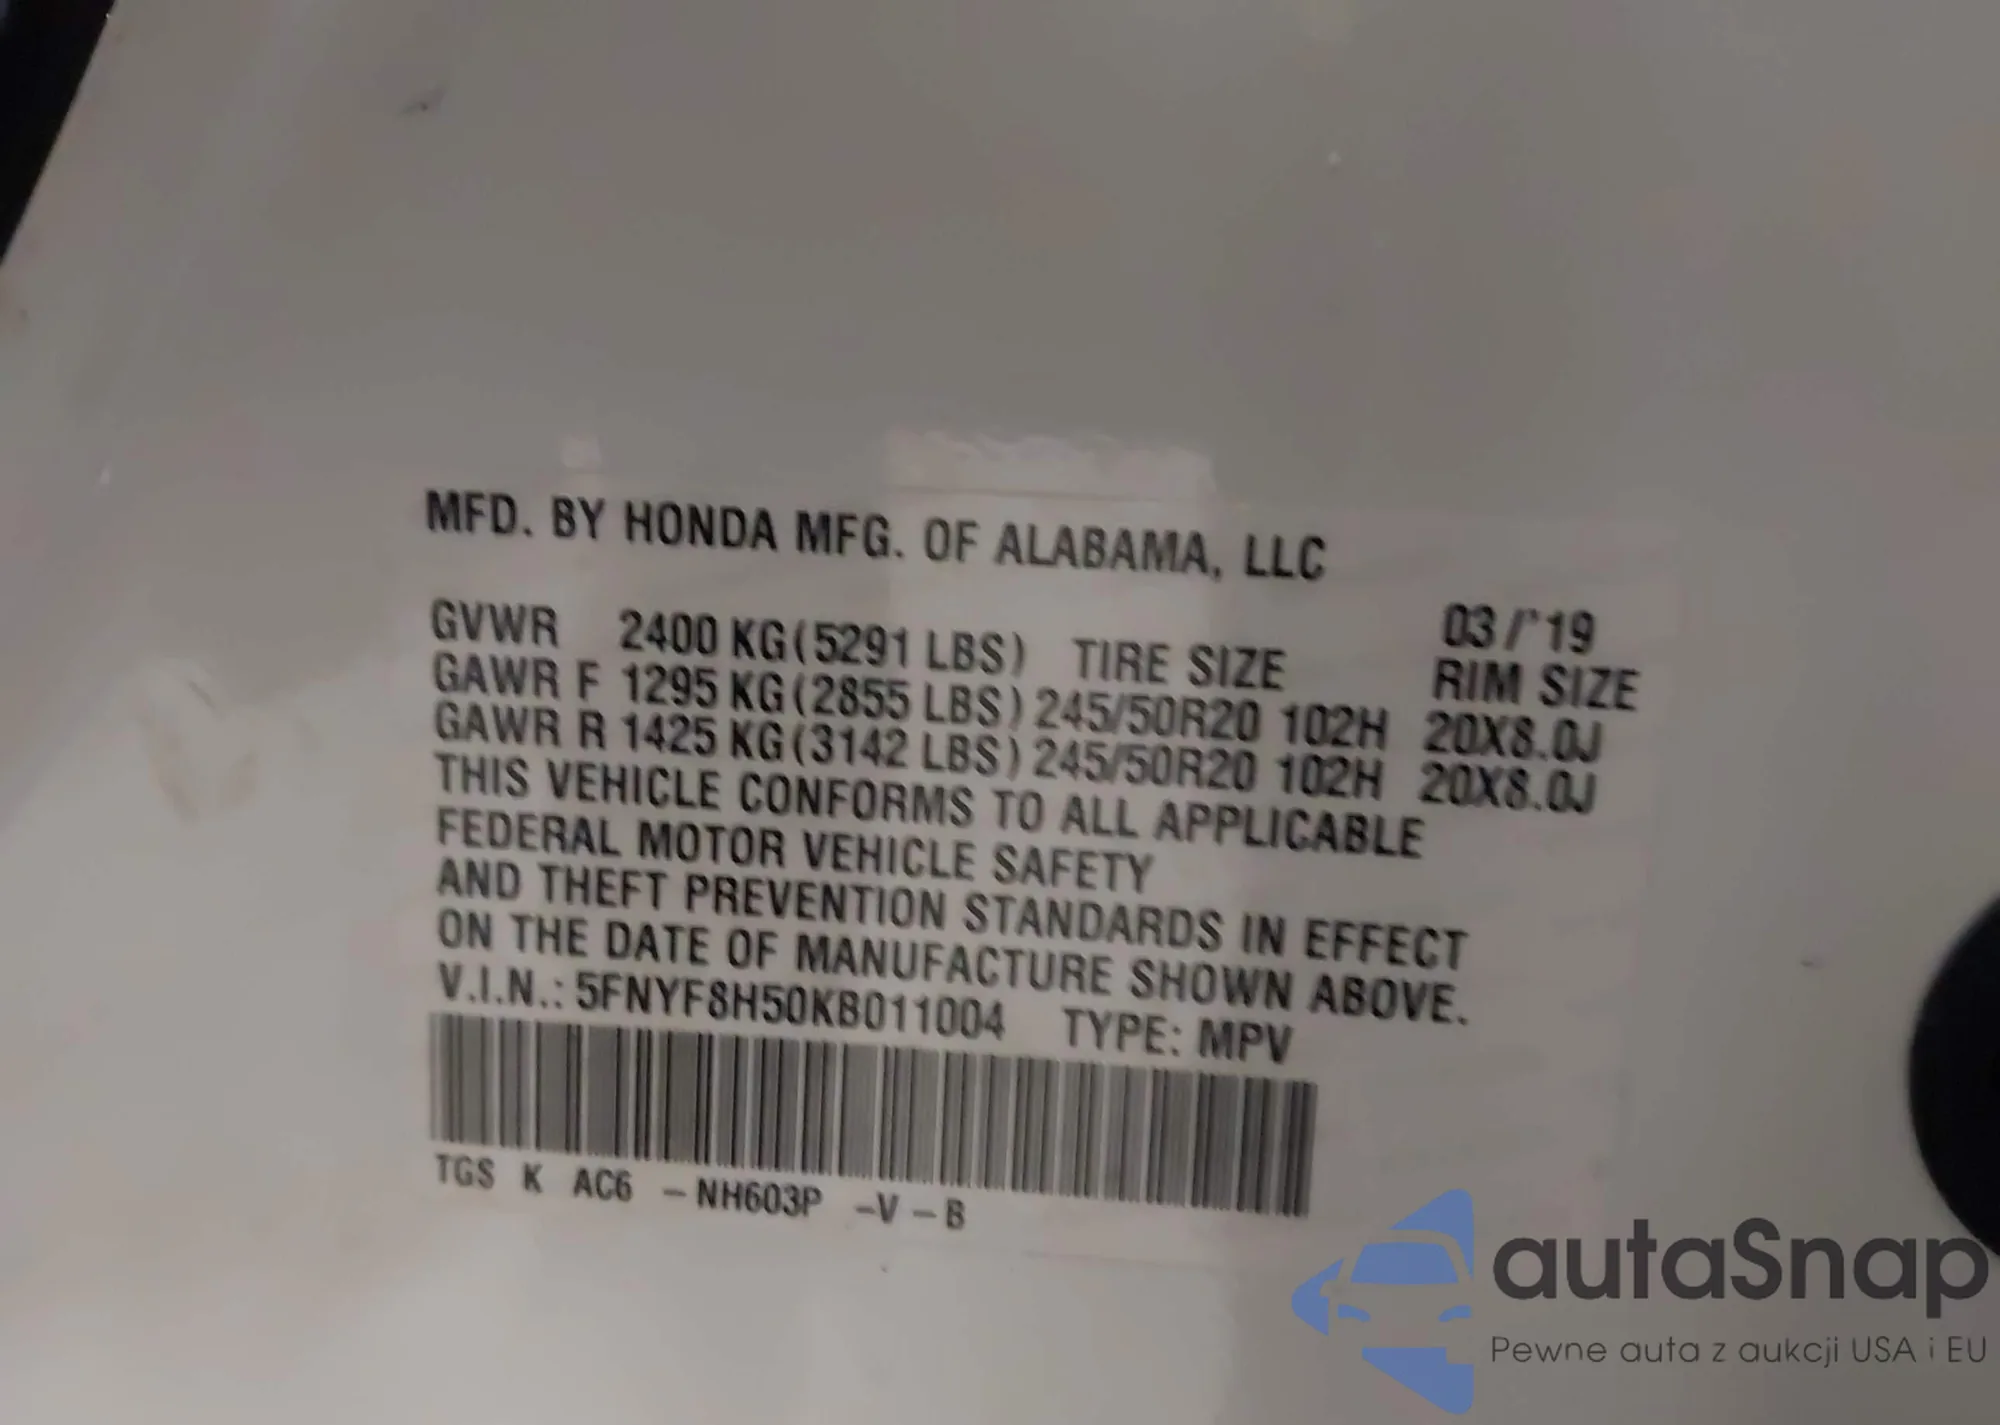 MFD. BY HONDA MFG. OF ALABAMA, LLC
03/'19
GVWR 2400 KG (5291 LBS) TIRE SIZE RIM SIZE
GAWR F 1295 KG (2855 LBS) 245/50R20 102H 20X8.0J
GAWR R 1425 KG (3142 LBS) 245/50R20 102H 20X8.0J
THIS VEHICLE CONFORMS TO ALL APPLICABLE
FEDERAL MOTOR VEHICLE SAFETY
AND THEFT PREVENTION STANDARDS IN EFFECT
ON THE DATE OF MANUFACTURE SHOWN ABOVE.
V.I.N.: 5FNYF8H50KB011004 TYPE: MPV
TGS K AC6 -NH603P -V-B
autaSnap
Pewne auta z aukcji USA i EU